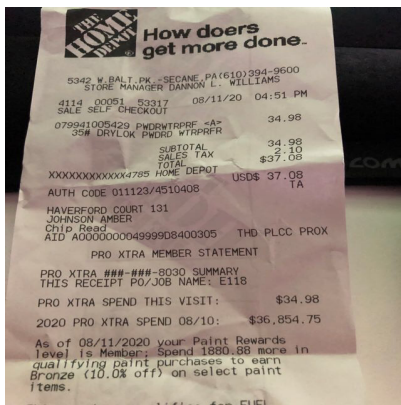 THE
HOME
DEPOT
How doers
get more done™
5342 W.BALT.PK.-SECANE,PA(610)394-9600
STORE MANAGER DANNON L. WILLIAMS
4114 00051 53317 08/11/20 04:51 PM
SALE SELF CHECKOUT
079941005429 PWDRWTRPRF <A> 34.98
35# DRYLOK PWDRD WTRPRFR
SUBTOTAL 34.98
SALES TAX 2.10
TOTAL $37.08
XXXXXXXXXXXX4785 HOME DEPOT
USD$ 37.08
AUTH CODE 011123/4510408 TA
HAVERFORD COURT 131
JOHNSON AMBER
Chip Read
AID A0000000049999D8400305 THD PLCC PROX
PRO XTRA MEMBER STATEMENT
PRO XTRA ###-###-8030 SUMMARY
THIS RECEIPT PO/JOB NAME: E118
PRO XTRA SPEND THIS VISIT: $34.98
2020 PRO XTRA SPEND 08/10: $36,854.75
As of 08/11/2020 your Paint Rewards
level is Member; Spend 1880.88 more in
qualifying paint purchases to earn
Bronze (10.0% off) on select paint
items.
COM